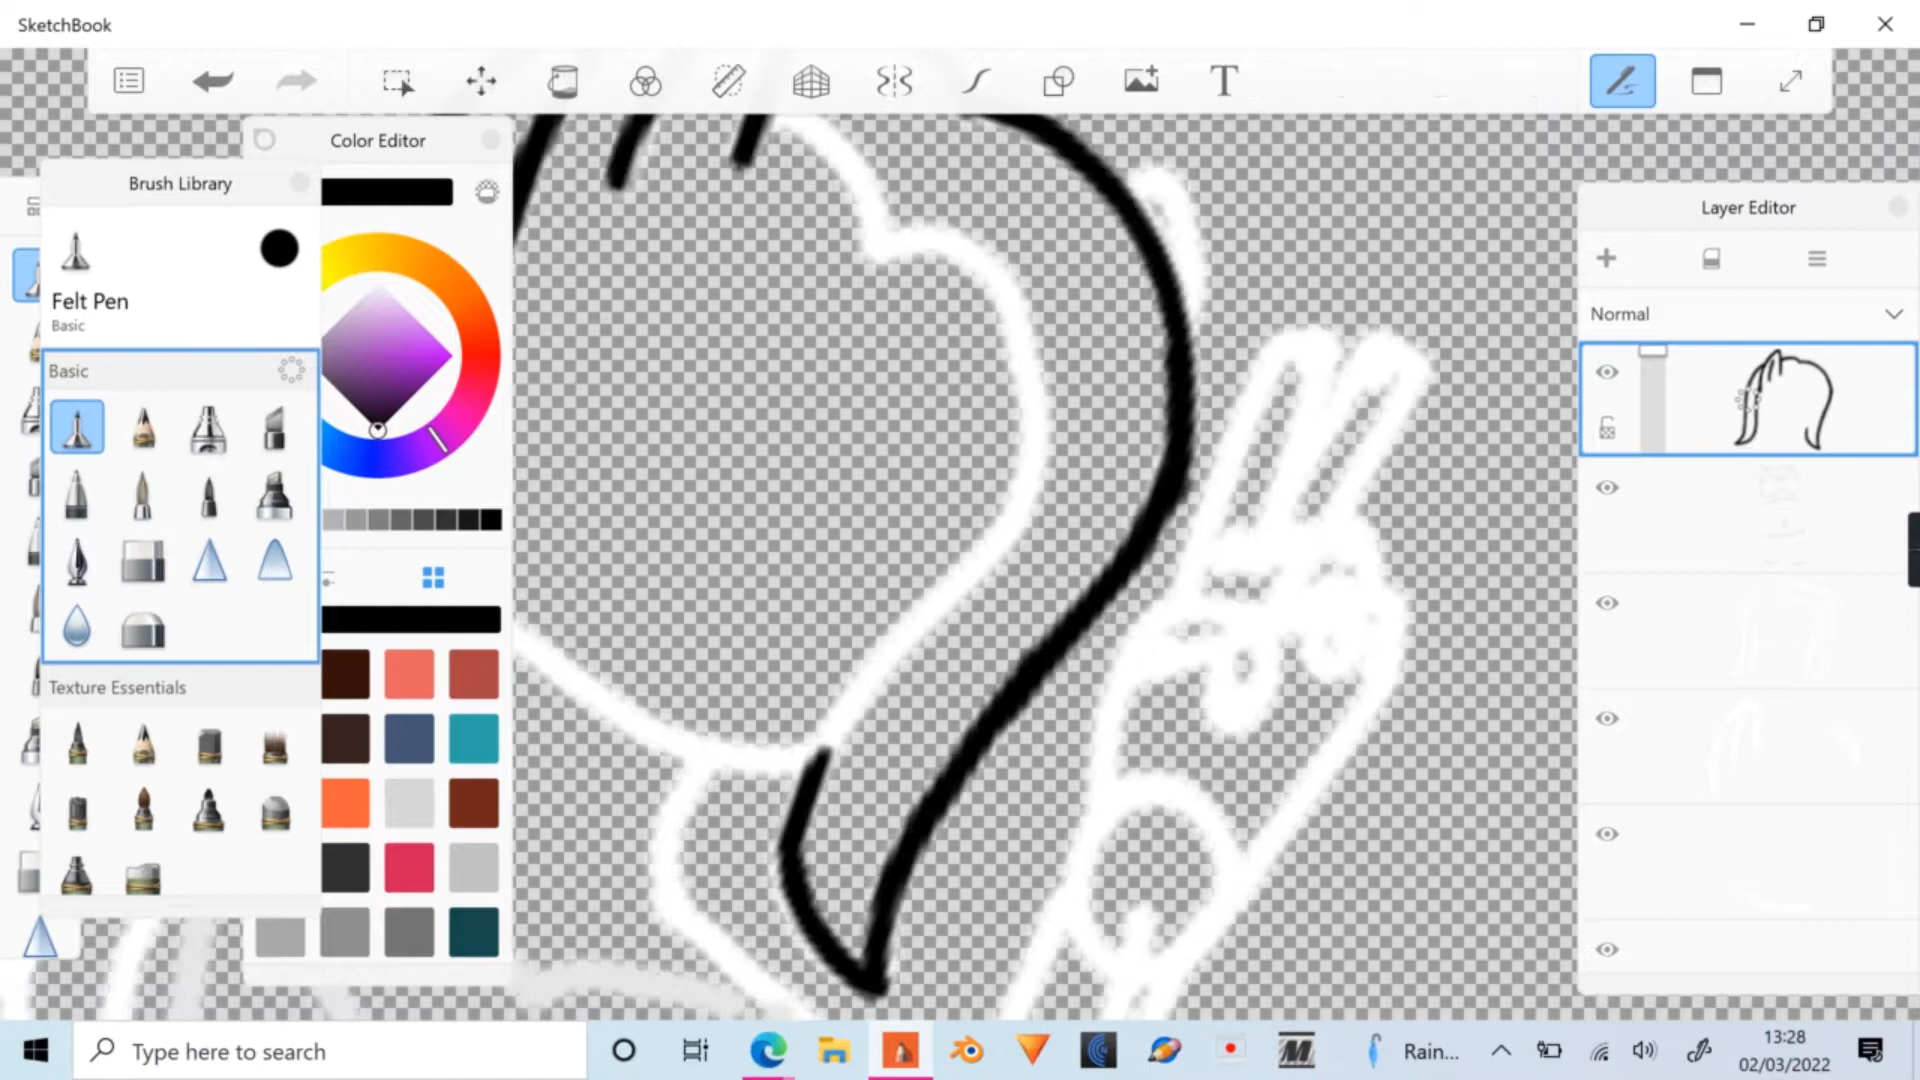 SketchBook
T
Color Editor
Brush Library
Layer Editor
Felt Pen
Basic
Normal
Basic
Texture Essentials
Type here to search
M
Rain...
13:28
02/03/2022